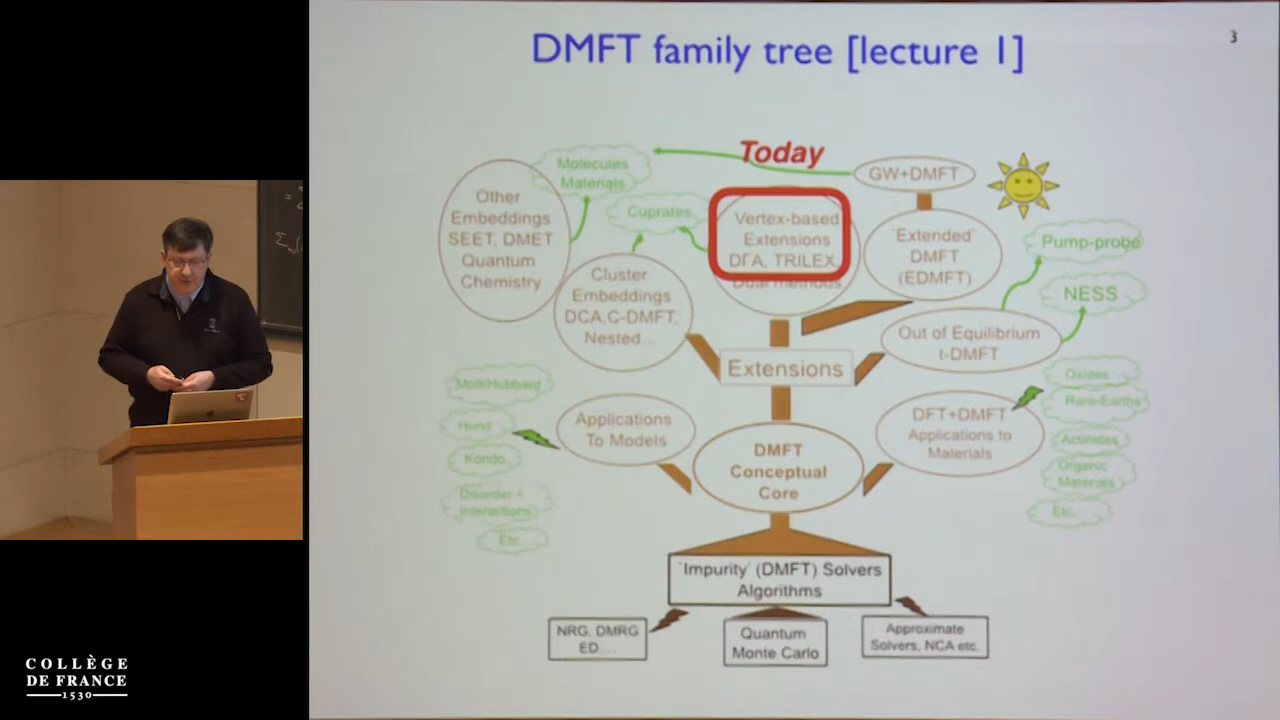 DMFT family tree [lecture 1]
3
Today
Molecules
Materials
GW+DMFT
Other
Embeddings
SEET, DMET
Quantum
Chemistry
Cuprates
Vertex-based
Extensions
DΓA, TRILEX
Dual methods
`Extended`
DMFT
(EDMFT)
Pump-probe
NESS
Cluster
Embeddings
DCA,C-DMFT,
Nested...
Out of Equilibrium
t-DMFT
Extensions
Mott/Hubbard
Hund
Kondo
Disorder +
Interactions
Etc.
Applications
To Models
DMFT
Conceptual
Core
DFT+DMFT
Applications to
Materials
Oxides
Rare-Earths
Actinides
Organic
Materials
Etc.
`Impurity' (DMFT) Solvers
Algorithms
NRG, DMRG
ED....
Quantum
Monte Carlo
Approximate
Solvers, NCA etc.
COLLÈGE
DE FRANCE
1530